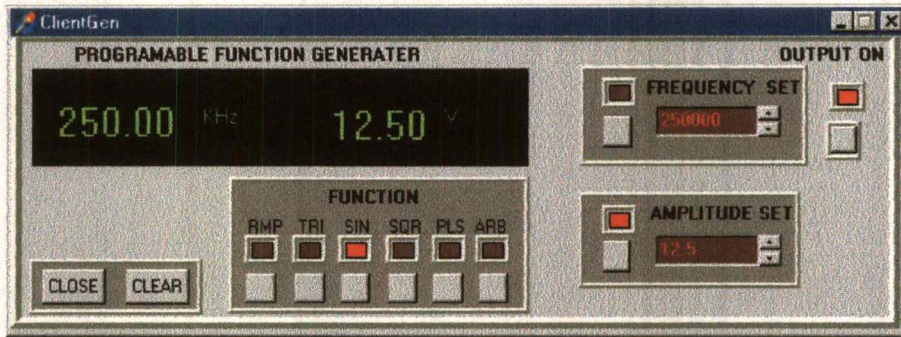 ClientGen
PROGRAMABLE FUNCTION GENERATER
OUTPUT ON
250.00 KHz 12.50 V
FREQUENCY SET
250000
FUNCTION
RMP TRI SIN SQR PLS ARB
AMPLITUDE SET
12.5
CLOSE CLEAR